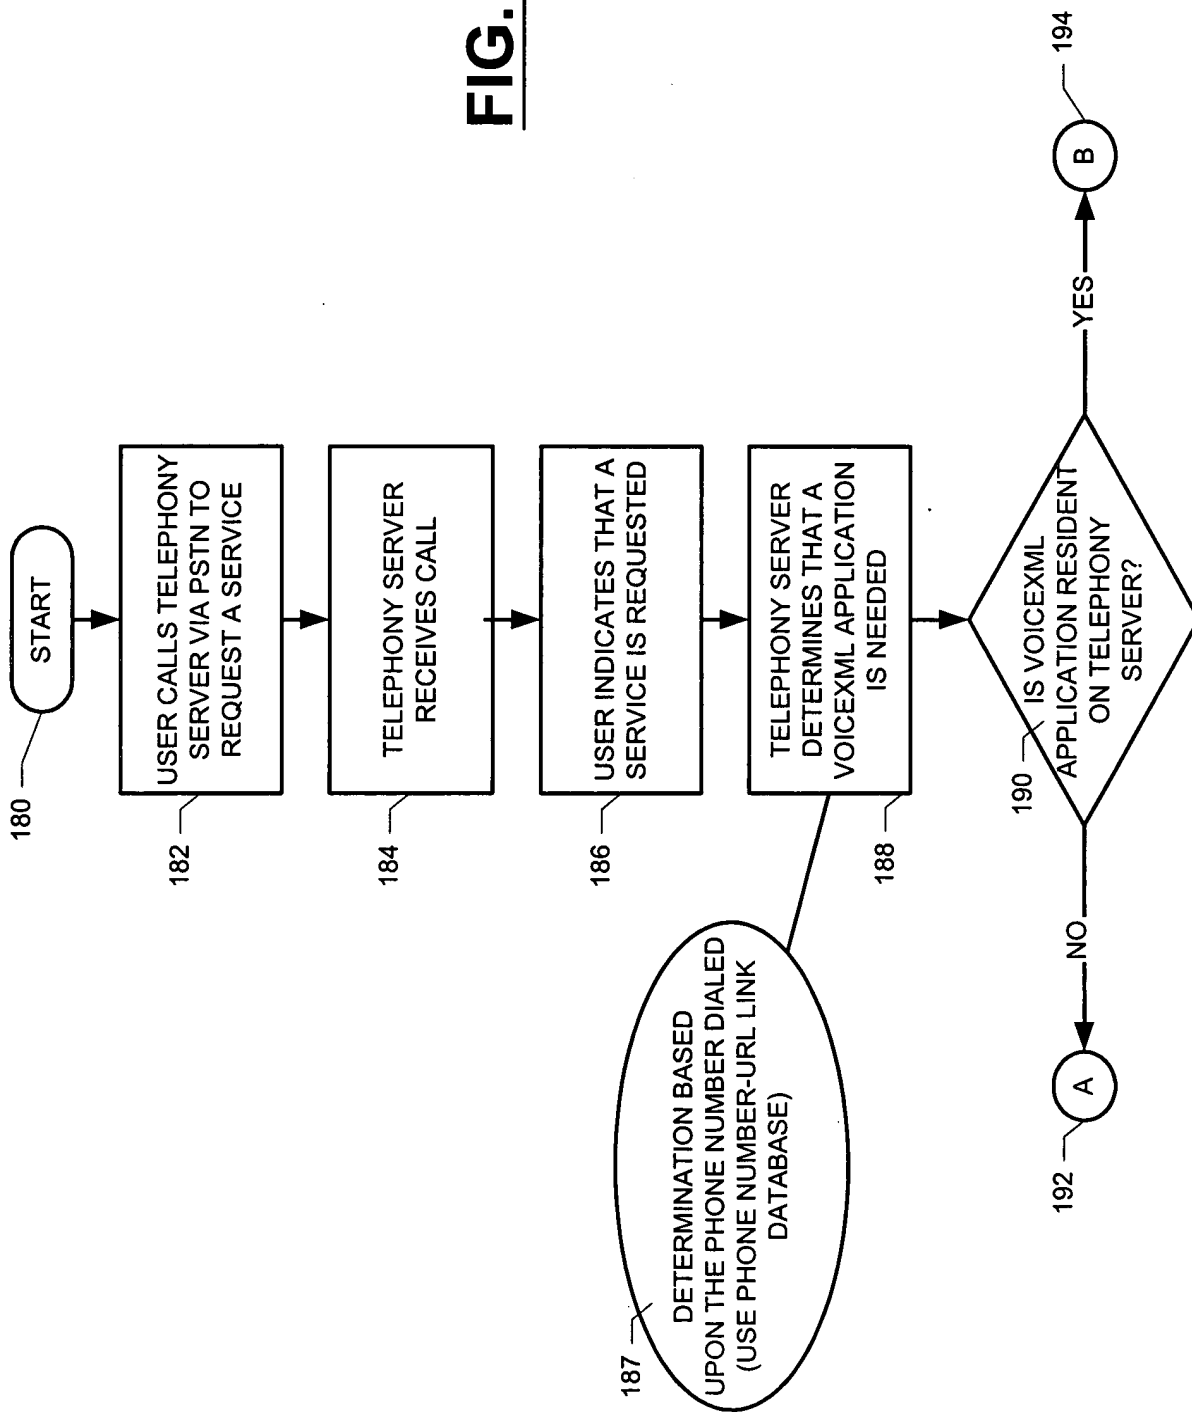 FIG.
START
180
USER CALLS TELEPHONY
SERVER VIA PSTN TO
REQUEST A SERVICE
182
TELEPHONY SERVER
RECEIVES CALL
184
USER INDICATES THAT A
SERVICE IS REQUESTED
186
TELEPHONY SERVER
DETERMINES THAT A
VOICEXML APPLICATION
IS NEEDED
188
DETERMINATION BASED
UPON THE PHONE NUMBER DIALED
(USE PHONE NUMBER-URL LINK
DATABASE)
187
IS VOICEXML
APPLICATION RESIDENT
ON TELEPHONY
SERVER?
190
NO
A
192
YES
B
194